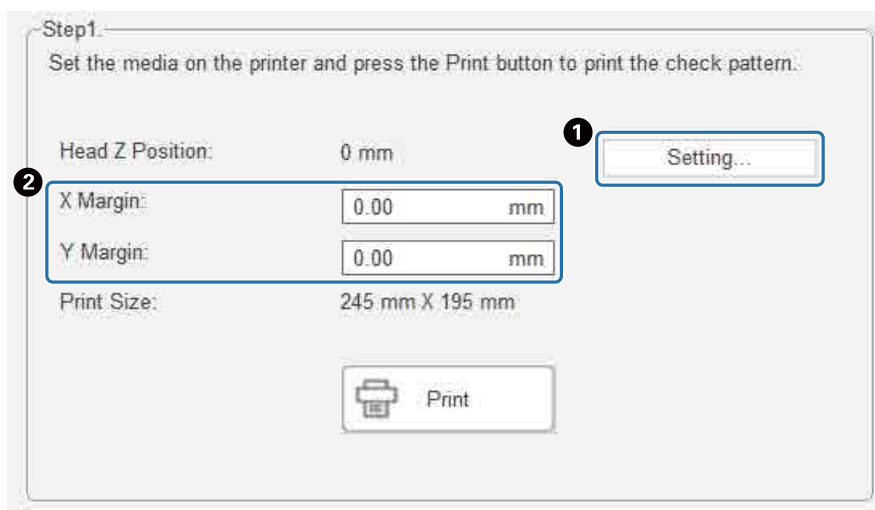 Step1.
Set the media on the printer and press the Print button to print the check pattern.
1
Head Z Position: 0 mm Setting...
2
X Margin: 0.00 mm
Y Margin: 0.00 mm
Print Size: 245 mm X 195 mm
Print